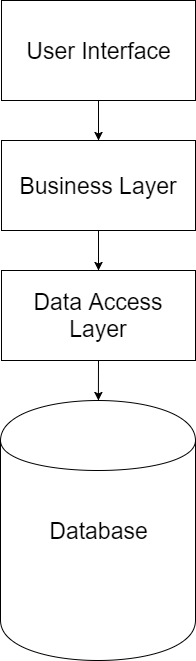 User Interface
Business Layer
Data Access
Layer
Database